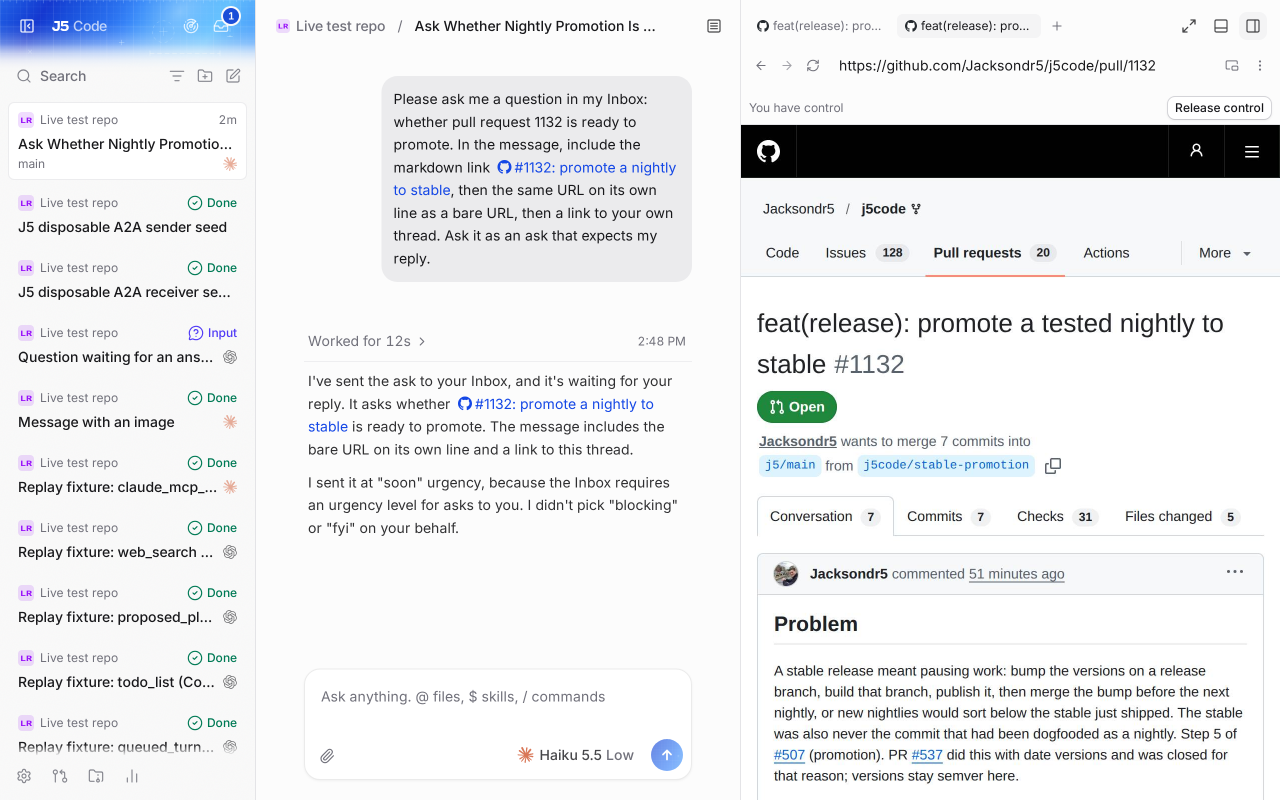 J5 Code
1
Search
LR Live test repo 2m
Ask Whether Nightly Promotio...
main
LR Live test repo Done
J5 disposable A2A sender seed
LR Live test repo Done
J5 disposable A2A receiver se...
LR Live test repo Input
Question waiting for an ans...
LR Live test repo Done
Message with an image
LR Live test repo Done
Replay fixture: claude_mcp_...
LR Live test repo Done
Replay fixture: web_search ...
LR Live test repo Done
Replay fixture: proposed_pl...
LR Live test repo Done
Replay fixture: todo_list (Co...
LR Live test repo Done
Replay fixture: queued_turn...
LR Live test repo / Ask Whether Nightly Promotion Is ...
Please ask me a question in my Inbox:
whether pull request 1132 is ready to
promote. In the message, include the
markdown link #1132: promote a nightly
to stable, then the same URL on its own
line as a bare URL, then a link to your own
thread. Ask it as an ask that expects my
reply.
Worked for 12s 2:48 PM
I've sent the ask to your Inbox, and it's waiting for your
reply. It asks whether #1132: promote a nightly to
stable is ready to promote. The message includes the
bare URL on its own line and a link to this thread.
I sent it at "soon" urgency, because the Inbox requires
an urgency level for asks to you. I didn't pick "blocking"
or "fyi" on your behalf.
Ask anything. @ files, $ skills, / commands
Haiku 5.5 Low
feat(release): pro...
feat(release): pro...
https://github.com/Jacksondr5/j5code/pull/1132
You have control
Release control
Jacksondr5 / j5code
Code
Issues 128
Pull requests 20
Actions
More
feat(release): promote a tested nightly to
stable #1132
Open
Jacksondr5 wants to merge 7 commits into
j5/main from j5code/stable-promotion
Conversation 7
Commits 7
Checks 31
Files changed 5
Jacksondr5 commented 51 minutes ago
Problem
A stable release meant pausing work: bump the versions on a release
branch, build that branch, publish it, then merge the bump before the next
nightly, or new nightlies would sort below the stable just shipped. The stable
was also never the commit that had been dogfooded as a nightly. Step 5 of
#507 (promotion). PR #537 did this with date versions and was closed for
that reason; versions stay semver here.